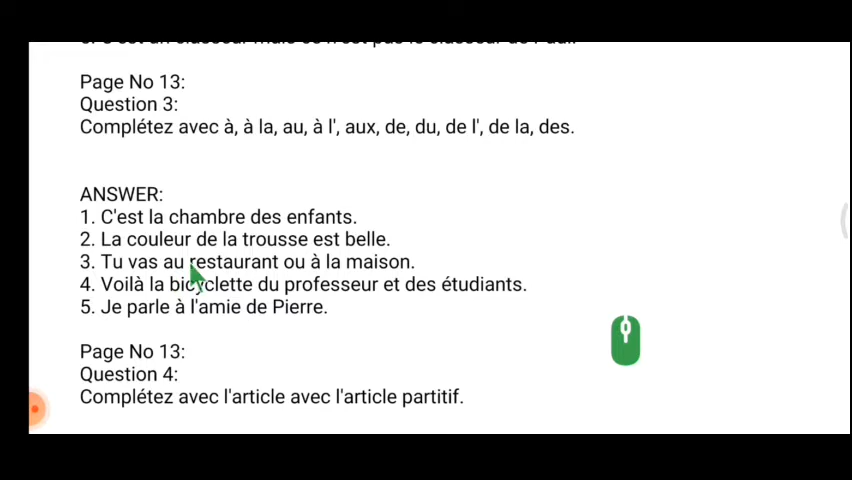 Page No 13:
Question 3:
Complétez avec à, à la, au, à l', aux, de, du, de l', de la, des.
ANSWER:
1. C'est la chambre des enfants.
2. La couleur de la trousse est belle.
3. Tu vas au restaurant ou à la maison.
4. Voilà la bicyclette du professeur et des étudiants.
5. Je parle à l'amie de Pierre.
Page No 13:
Question 4:
Complétez avec l'article avec l'article partitif.